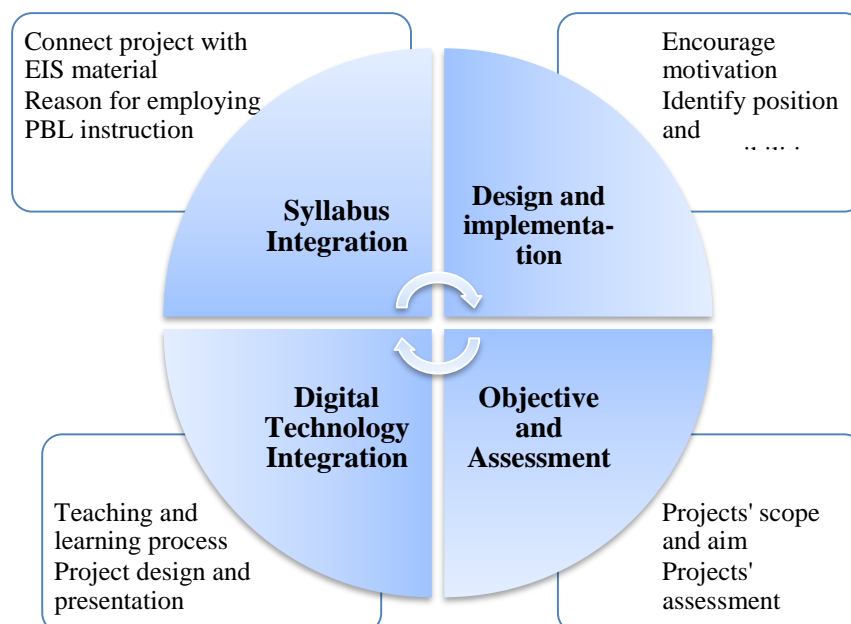 Connect project with
EIS material
Reason for employing
PBL instruction
Encourage
motivation
Identify position
and
Syllabus
Integration
Design and
implementa-
tion
Digital
Technology
Integration
Objective
and
Assessment
Teaching and
learning process
Project design and
presentation
Projects' scope
and aim
Projects'
assessment